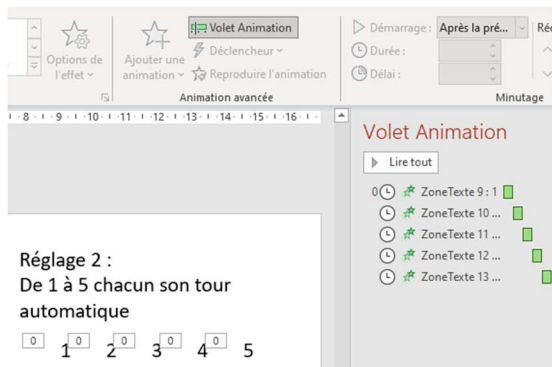 Volet Animation
Démarrage : Après la pré...
Ré
Options de l'effet
Ajouter une animation
Déclencheur
Durée :
Reproduire l'animation
Délai :
Animation avancée
Minutage
8 9 10 11 12 13 14 15 16
Volet Animation
Lire tout
0 ZoneTexte 9 : 1
ZoneTexte 10 ...
ZoneTexte 11 ...
ZoneTexte 12 ...
ZoneTexte 13 ...
Réglage 2 :
De 1 à 5 chacun son tour
automatique
0 0 0 0 0
1 2 3 4 5